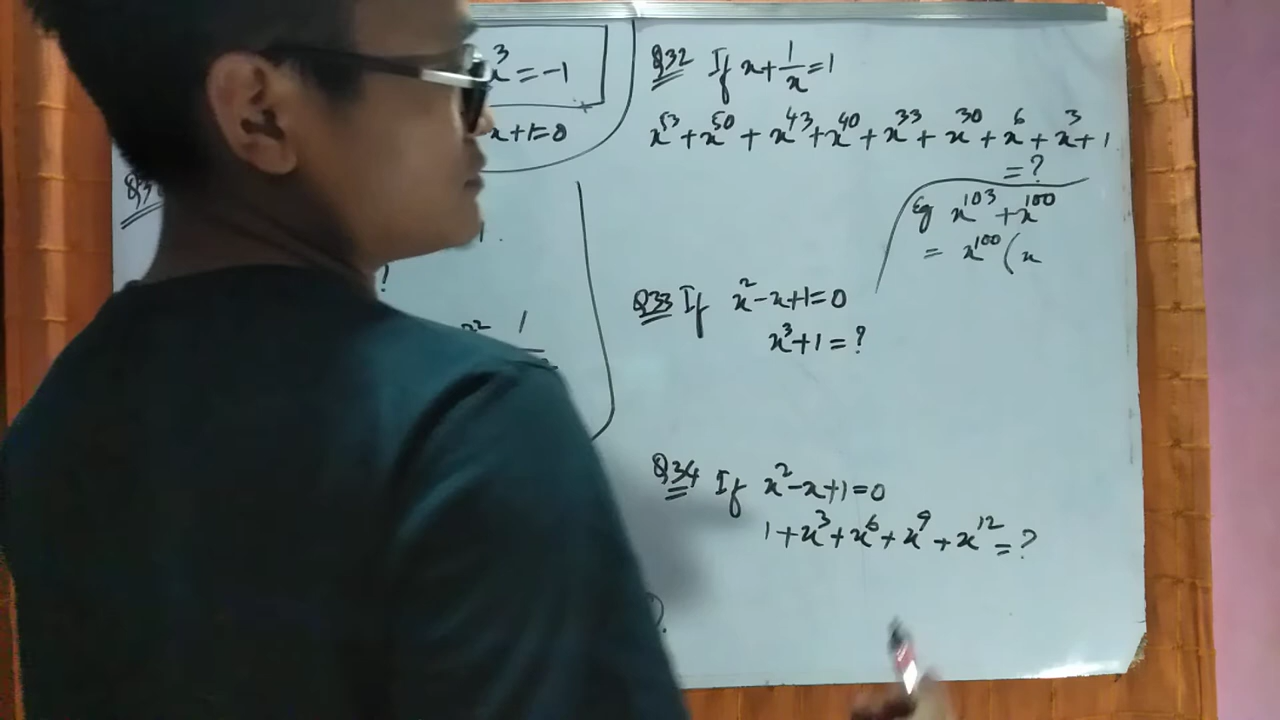 x³ = -1
x+1=0
Q32 If x + 1/x = 1
x⁵³ + x⁵⁰ + x⁴³ + x⁴⁰ + x³³ + x³⁰ + x⁶ + x³ + 1
= ?
Eg x¹⁰³ + x¹⁰⁰
= x¹⁰⁰ ( x
Q33 If x² - x + 1 = 0
x³ + 1 = ?
Q34 If x² - x + 1 = 0
1 + x³ + x⁶ + x⁹ + x¹² = ?